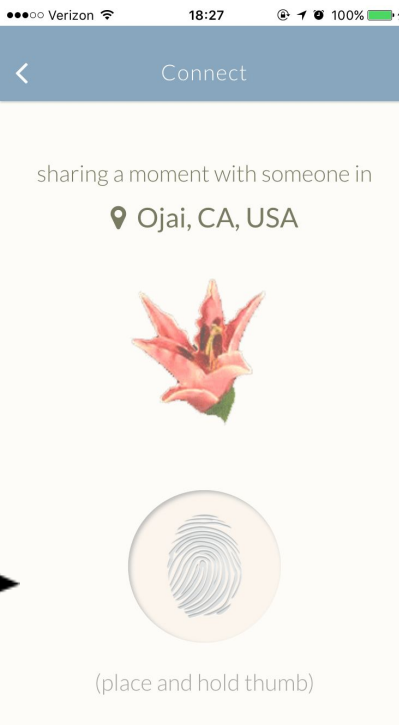 Verizon 18:27 100%
Connect
sharing a moment with someone in
Ojai, CA, USA
(place and hold thumb)